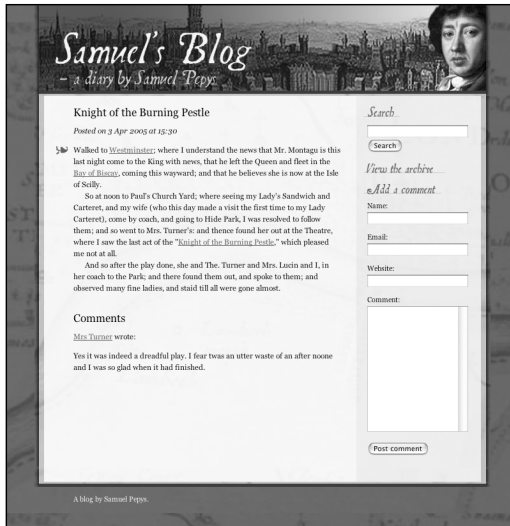 Samuel's Blog
– a diary by Samuel Pepys
Knight of the Burning Pestle
Posted on 3 Apr 2005 at 15:30
Walked to Westminster; where I understand the news that Mr. Montagu is this
last night come to the King with news, that he left the Queen and fleet in the
Bay of Biscay, coming this wayward; and that he believes she is now at the Isle
of Scilly.
So at noon to Paul's Church Yard; where seeing my Lady's Sandwich and
Carteret, and my wife (who this day made a visit the first time to my Lady
Carteret), come by coach, and going to Hide Park, I was resolved to follow
them; and so went to Mrs. Turner's: and thence found her out at the Theatre,
where I saw the last act of the "Knight of the Burning Pestle," which pleased
me not at all.
And so after the play done, she and The. Turner and Mrs. Lucin and I, in
her coach to the Park; and there found them out, and spoke to them; and
observed many fine ladies, and staid till all were gone almost.
Comments
Mrs Turner wrote:
Yes it was indeed a dreadful play. I fear twas an utter waste of an after noone
and I was so glad when it had finished.
Search
Search
View the archive
Add a comment
Name:
Email:
Website:
Comment:
Post comment
A blog by Samuel Pepys.